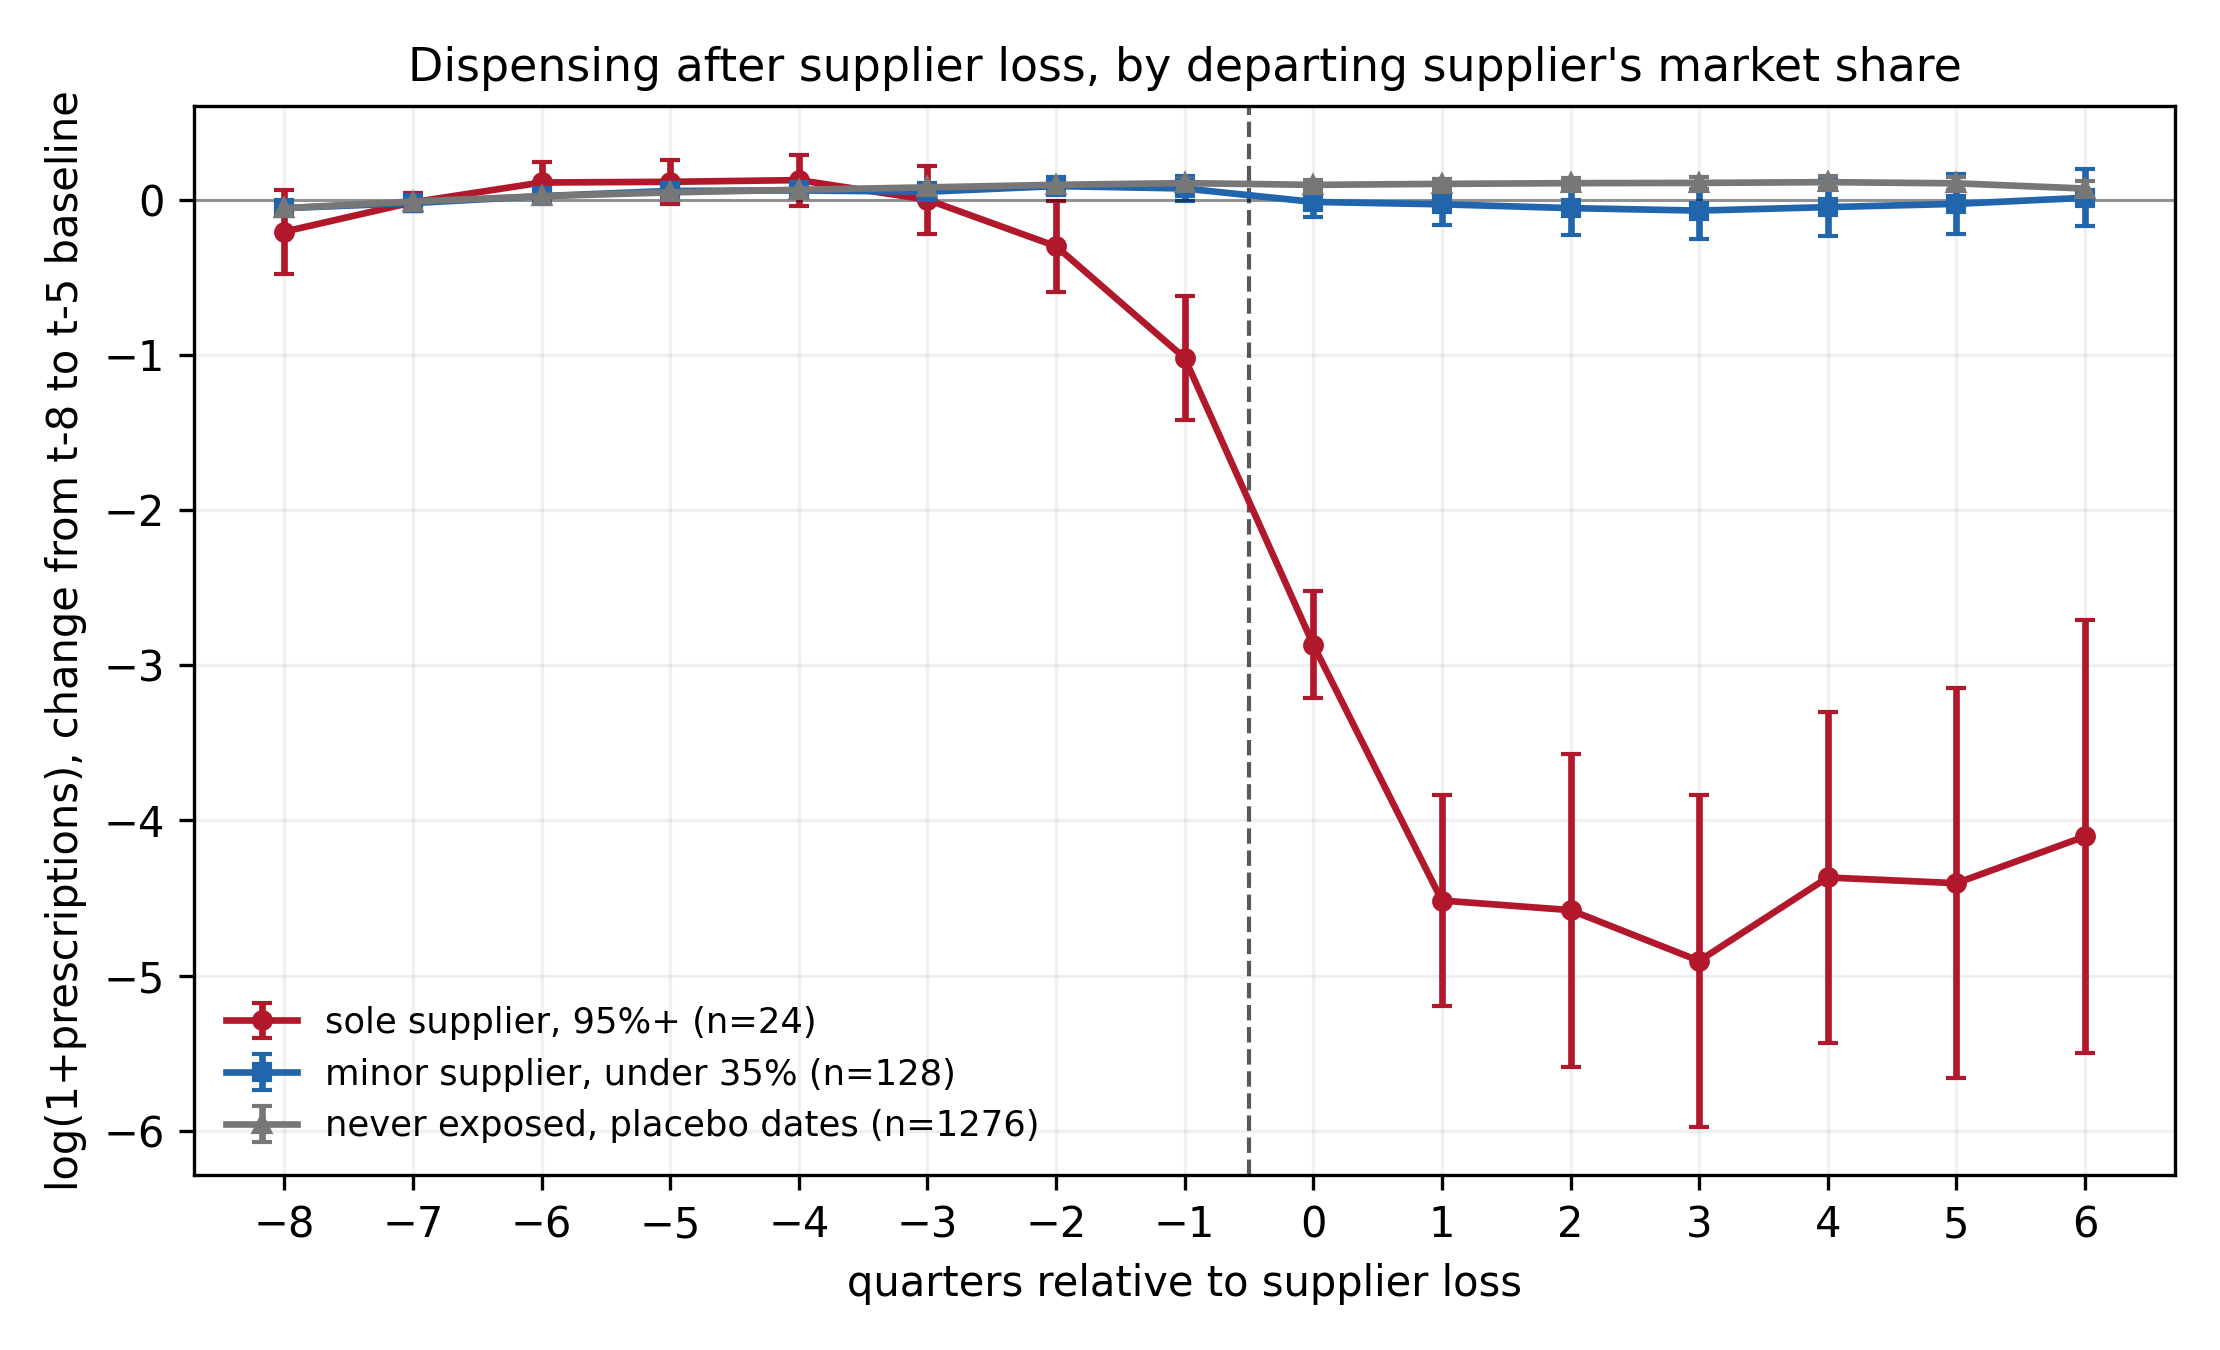 Dispensing after supplier loss, by departing supplier's market share
log(1+prescriptions), change from t-8 to t-5 baseline
0
−1
−2
−3
−4
−5
−6
sole supplier, 95%+ (n=24)
minor supplier, under 35% (n=128)
never exposed, placebo dates (n=1276)
−8 −7 −6 −5 −4 −3 −2 −1 0 1 2 3 4 5 6
quarters relative to supplier loss